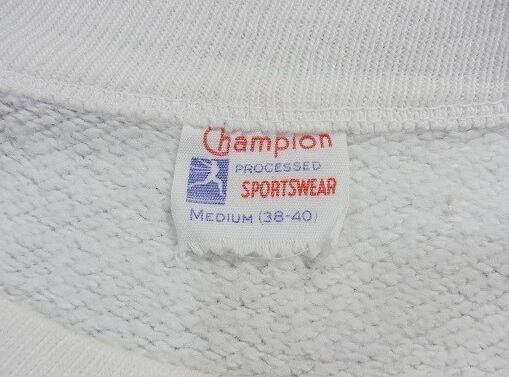 Champion
PROCESSED
SPORTSWEAR
MEDIUM (38-40)